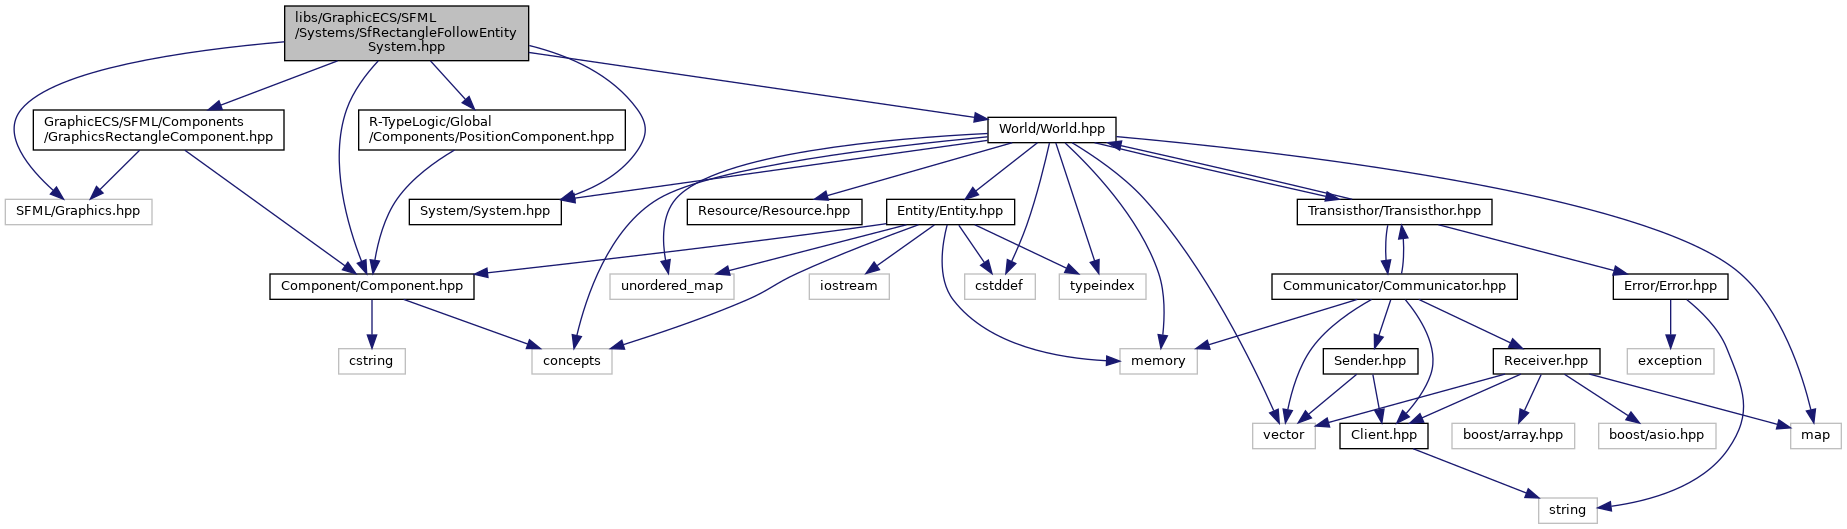 libs/GraphicECS/SFML
/Systems/SfRectangleFollowEntity
System.hpp
GraphicECS/SFML/Components
/GraphicsRectangleComponent.hpp
R-TypeLogic/Global
/Components/PositionComponent.hpp
World/World.hpp
SFML/Graphics.hpp
System/System.hpp
Resource/Resource.hpp
Entity/Entity.hpp
Transisthor/Transisthor.hpp
Component/Component.hpp
unordered_map
iostream
cstddef
typeindex
Communicator/Communicator.hpp
Error/Error.hpp
cstring
concepts
memory
Sender.hpp
Receiver.hpp
exception
vector
Client.hpp
boost/array.hpp
boost/asio.hpp
map
string